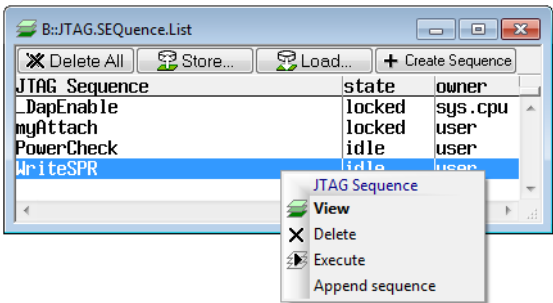 B::JTAG.SEQuence.List
Delete All Store... Load... Create Sequence
JTAG Sequence state owner
_DapEnable locked sys.cpu
myAttach locked user
PowerCheck idle user
WriteSPR idle user
JTAG Sequence
View
Delete
Execute
Append sequence